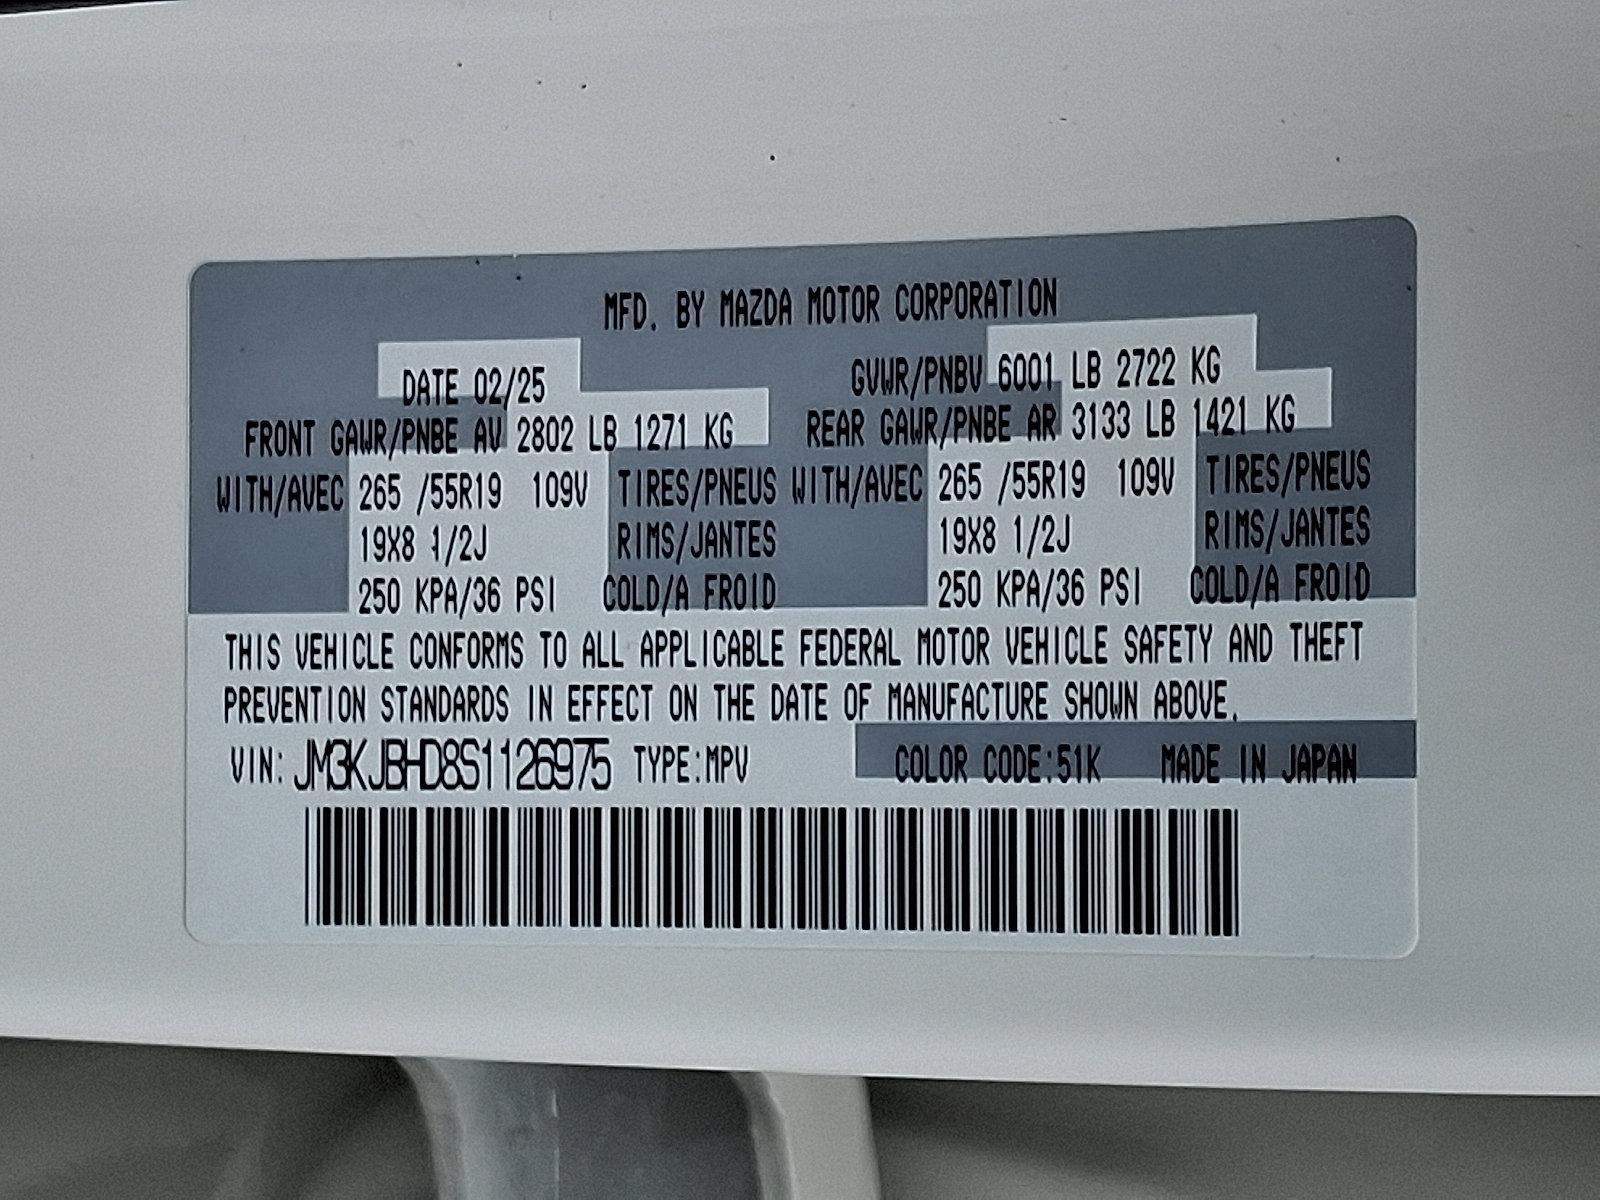 MFD. BY MAZDA MOTOR CORPORATION
DATE 02/25 GVWR/PNBV 6001 LB 2722 KG
FRONT GAWR/PNBE AV 2802 LB 1271 KG REAR GAWR/PNBE AR 3133 LB 1421 KG
WITH/AVEC 265 /55R19 109V TIRES/PNEUS WITH/AVEC 265 /55R19 109V TIRES/PNEUS
19X8 1/2J RIMS/JANTES 19X8 1/2J RIMS/JANTES
250 KPA/36 PSI COLD/A FROID 250 KPA/36 PSI COLD/A FROID
THIS VEHICLE CONFORMS TO ALL APPLICABLE FEDERAL MOTOR VEHICLE SAFETY AND THEFT
PREVENTION STANDARDS IN EFFECT ON THE DATE OF MANUFACTURE SHOWN ABOVE.
VIN: JM3KJBHD8S1126975 TYPE:MPV COLOR CODE:51K MADE IN JAPAN